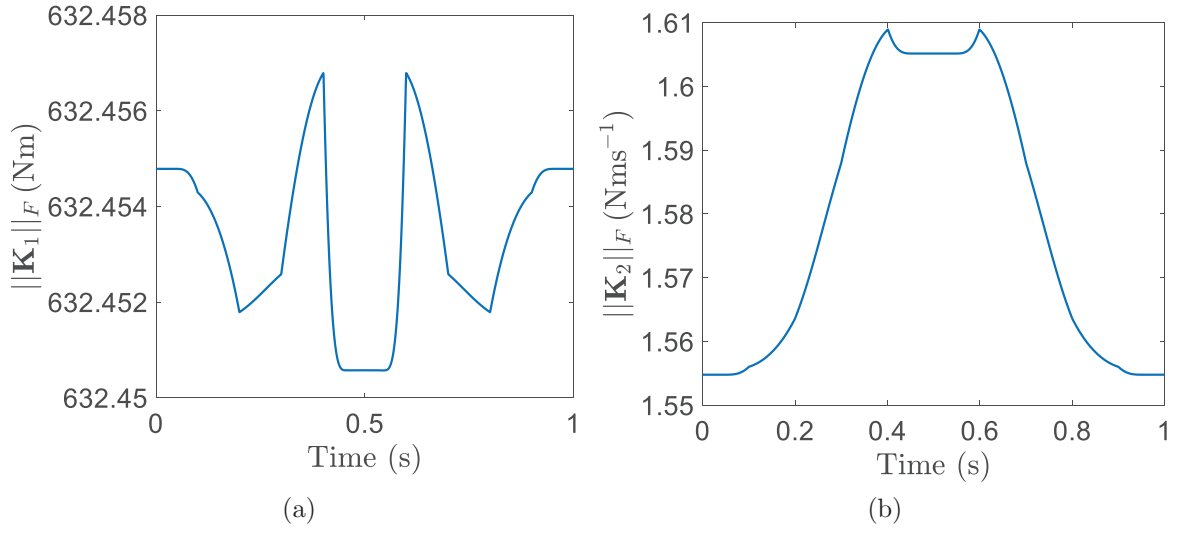 632.458
632.456
632.454
632.452
632.45
||K₁||_F (Nm)
0 0.5 1
Time (s)
(a)
1.61
1.6
1.59
1.58
1.57
1.56
1.55
||K₂||_F (Nms⁻¹)
0 0.2 0.4 0.6 0.8 1
Time (s)
(b)